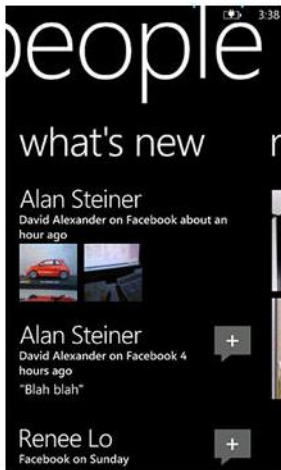 3:38
people
what's new
Alan Steiner
David Alexander on Facebook about an
hour ago
Alan Steiner
David Alexander on Facebook 4
hours ago
"Blah blah"
Renee Lo
Facebook on Sunday